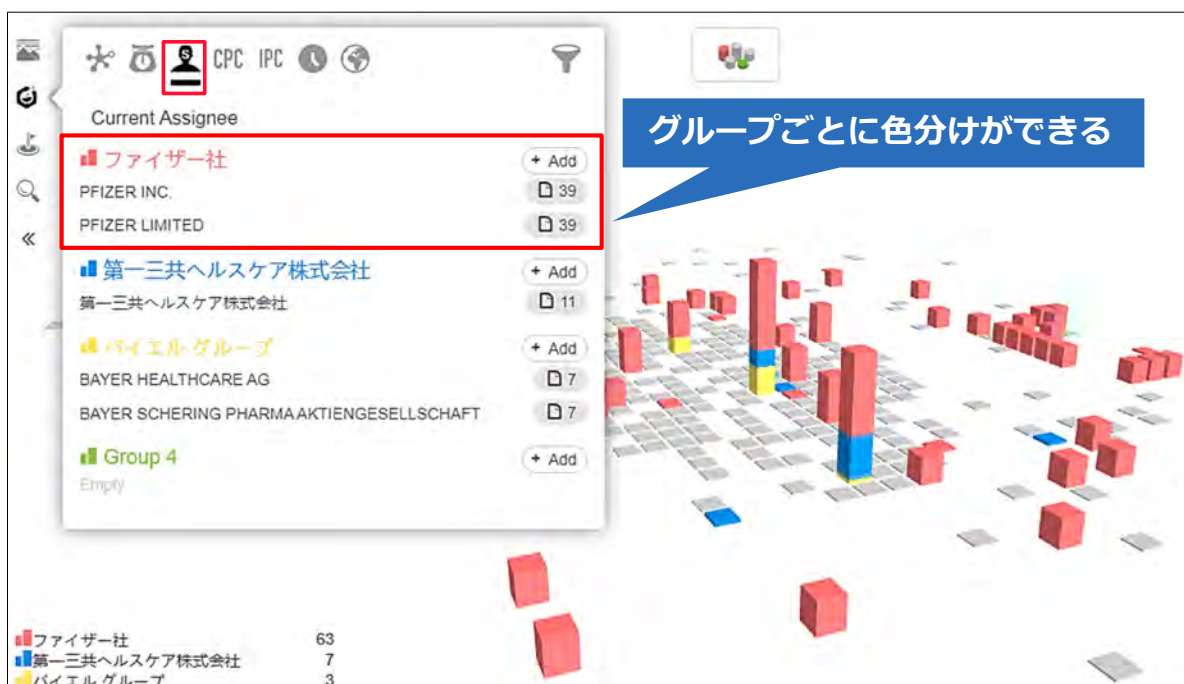 CPC IPC
Current Assignee
グループごとに色分けができる
ファイザー社 + Add
PFIZER INC. 39
PFIZER LIMITED 39
第一三共ヘルスケア株式会社 + Add
第一三共ヘルスケア株式会社 11
バイエル グループ + Add
BAYER HEALTHCARE AG 7
BAYER SCHERING PHARMA AKTIENGESELLSCHAFT 7
Group 4 + Add
Empty
ファイザー社 63
第一三共ヘルスケア株式会社 7
バイエル グループ 3